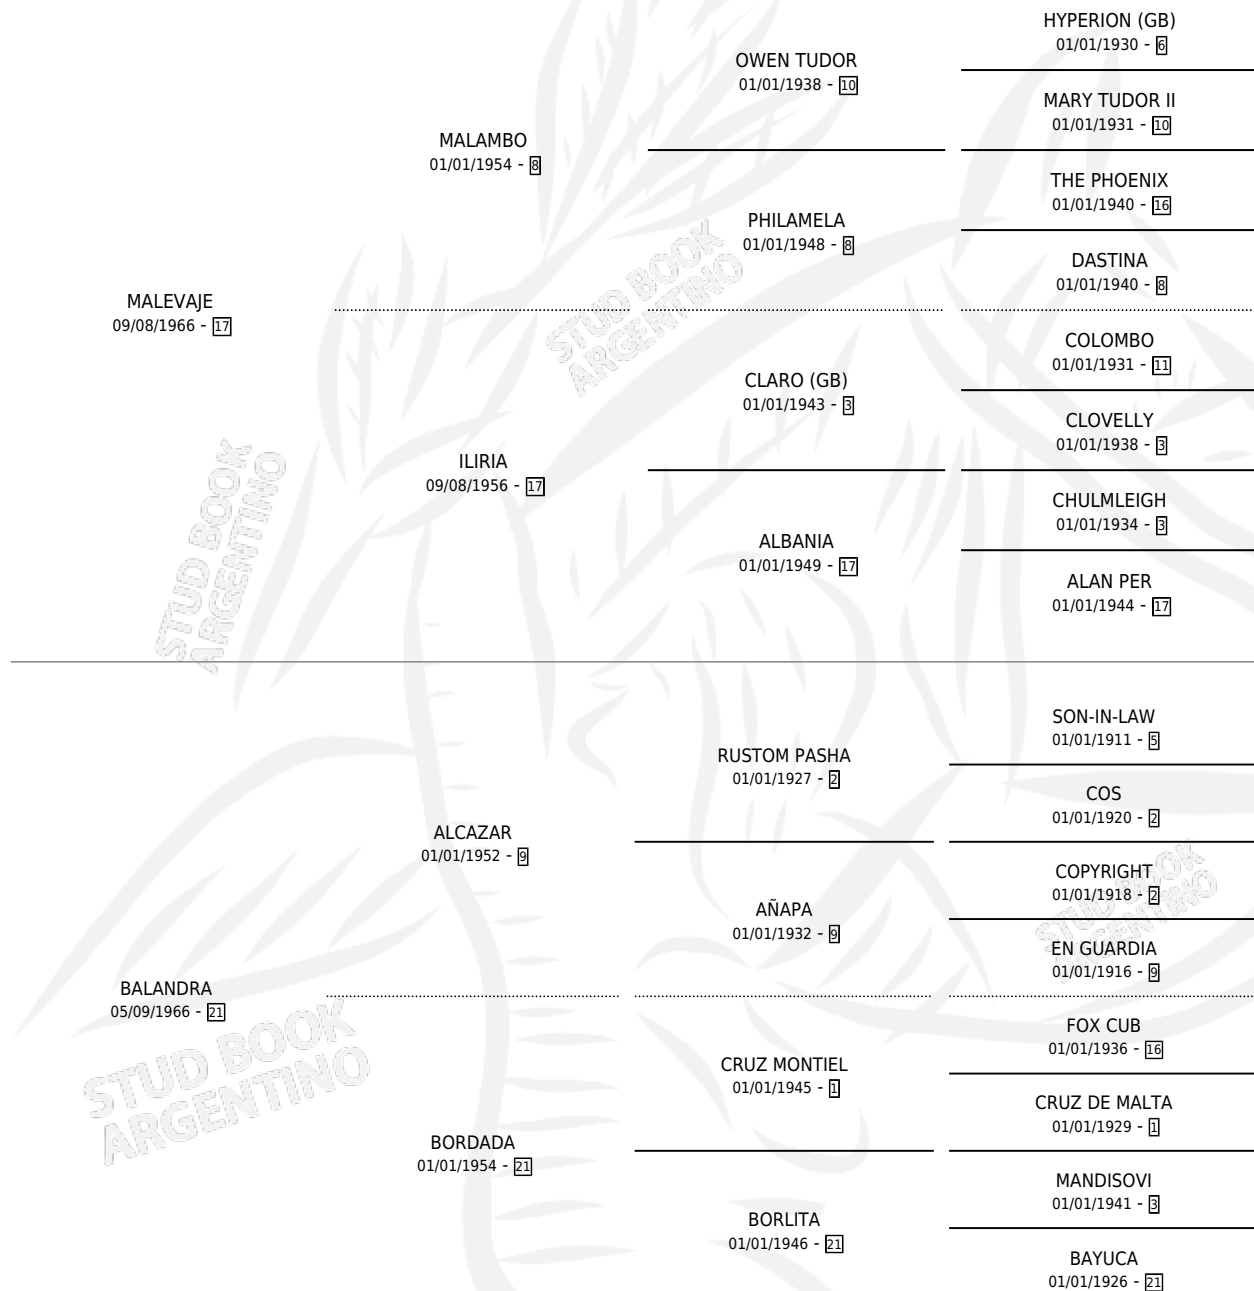 HYPERION (GB)
01/01/1930 - 6
OWEN TUDOR
01/01/1938 - 10
MARY TUDOR II
01/01/1931 - 10
MALAMBO
01/01/1954 - 8
THE PHOENIX
01/01/1940 - 16
PHILAMELA
01/01/1948 - 8
DASTINA
01/01/1940 - 8
MALEVAJE
09/08/1966 - 17
STUD BOOK
ARGENTINO
COLOMBO
01/01/1931 - 11
CLARO (GB)
01/01/1943 - 3
CLOVELLY
01/01/1938 - 3
ILIRIA
09/08/1956 - 17
CHULMLEIGH
01/01/1934 - 3
ALBANIA
01/01/1949 - 17
ALAN PER
01/01/1944 - 17
STUD BOOK
ARGENTINO
SON-IN-LAW
01/01/1911 - 5
RUSTOM PASHA
01/01/1927 - 2
COS
01/01/1920 - 2
ALCAZAR
01/01/1952 - 9
COPYRIGHT
01/01/1918 - 2
AÑAPA
01/01/1932 - 9
EN GUARDIA
01/01/1916 - 9
STUD BOOK
ARGENTINO
BALANDRA
05/09/1966 - 21
FOX CUB
01/01/1936 - 16
CRUZ MONTIEL
01/01/1945 - 1
CRUZ DE MALTA
01/01/1929 - 1
STUD BOOK
ARGENTINO
BORDADA
01/01/1954 - 21
MANDISOVI
01/01/1941 - 3
BORLITA
01/01/1946 - 21
BAYUCA
01/01/1926 - 21